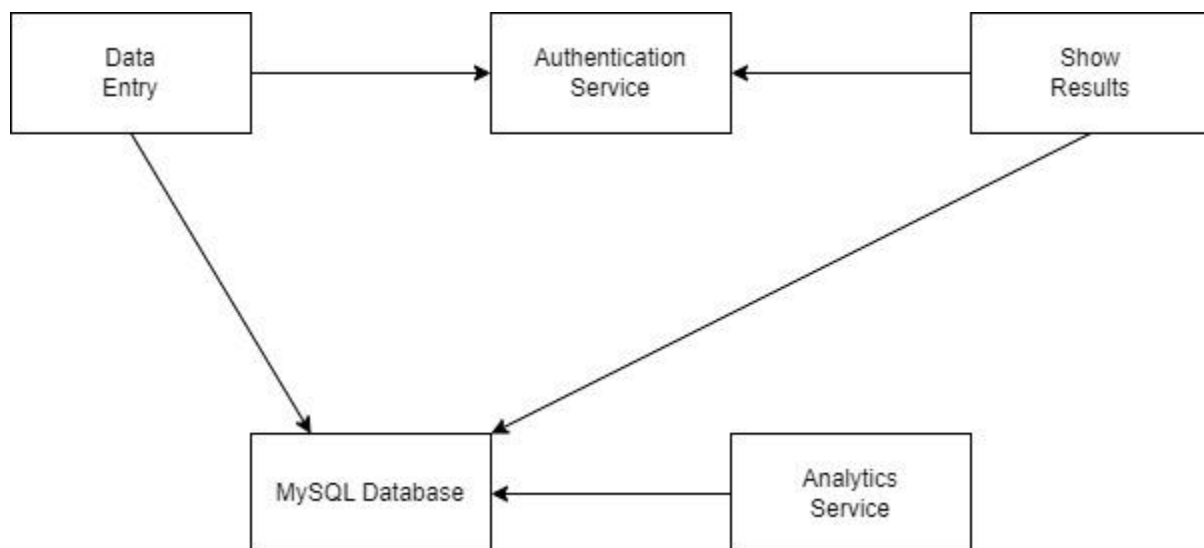 Data
Entry
Authentication
Service
Show
Results
MySQL Database
Analytics
Service